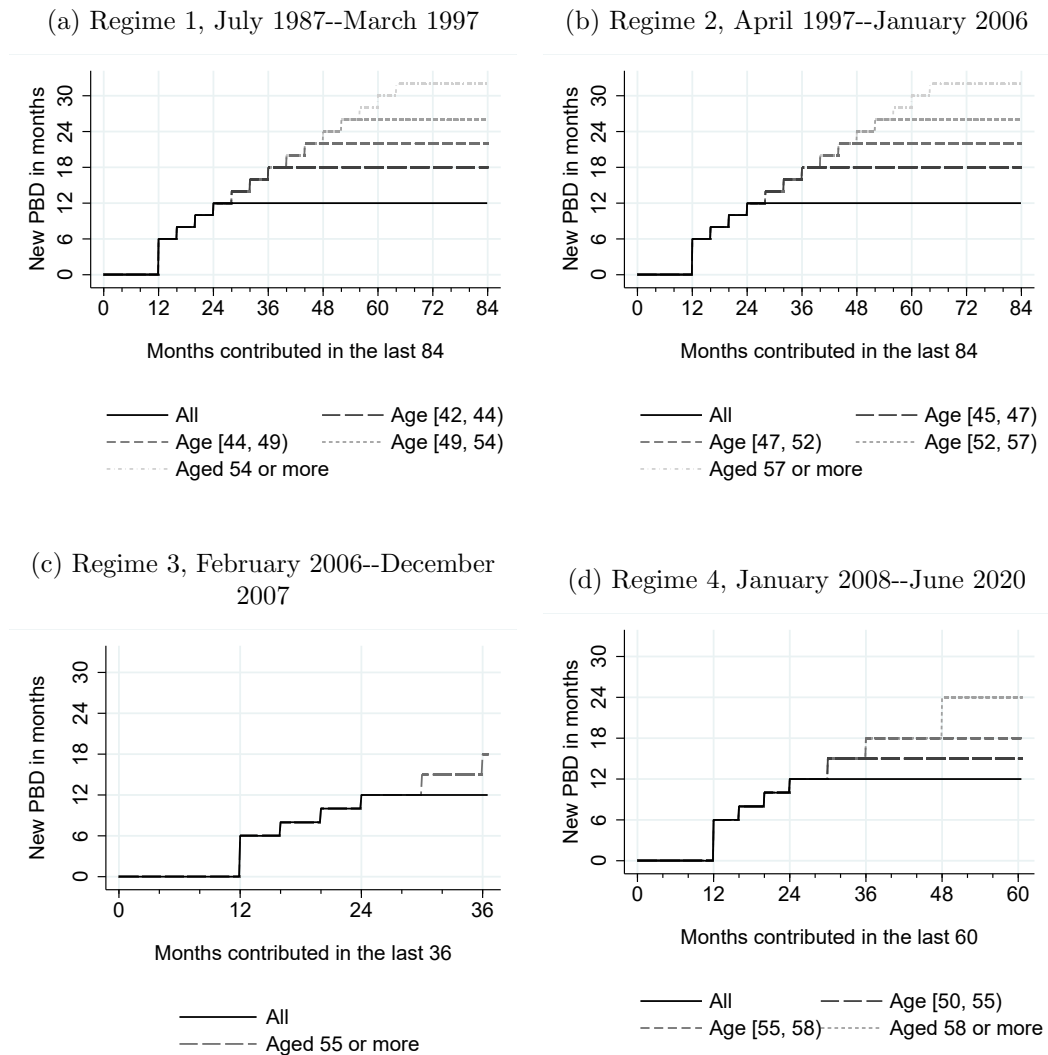 (a) Regime 1, July 1987--March 1997
New PBD in months
30
24
18
12
6
0
0 12 24 36 48 60 72 84
Months contributed in the last 84
All
Age [42, 44)
Age [44, 49)
Age [49, 54)
Aged 54 or more
(b) Regime 2, April 1997--January 2006
New PBD in months
30
24
18
12
6
0
0 12 24 36 48 60 72 84
Months contributed in the last 84
All
Age [45, 47)
Age [47, 52)
Age [52, 57)
Aged 57 or more
(c) Regime 3, February 2006--December
2007
New PBD in months
30
24
18
12
6
0
0 12 24 36
Months contributed in the last 36
All
Aged 55 or more
(d) Regime 4, January 2008--June 2020
New PBD in months
30
24
18
12
6
0
0 12 24 36 48 60
Months contributed in the last 60
All
Age [50, 55)
Age [55, 58)
Aged 58 or more